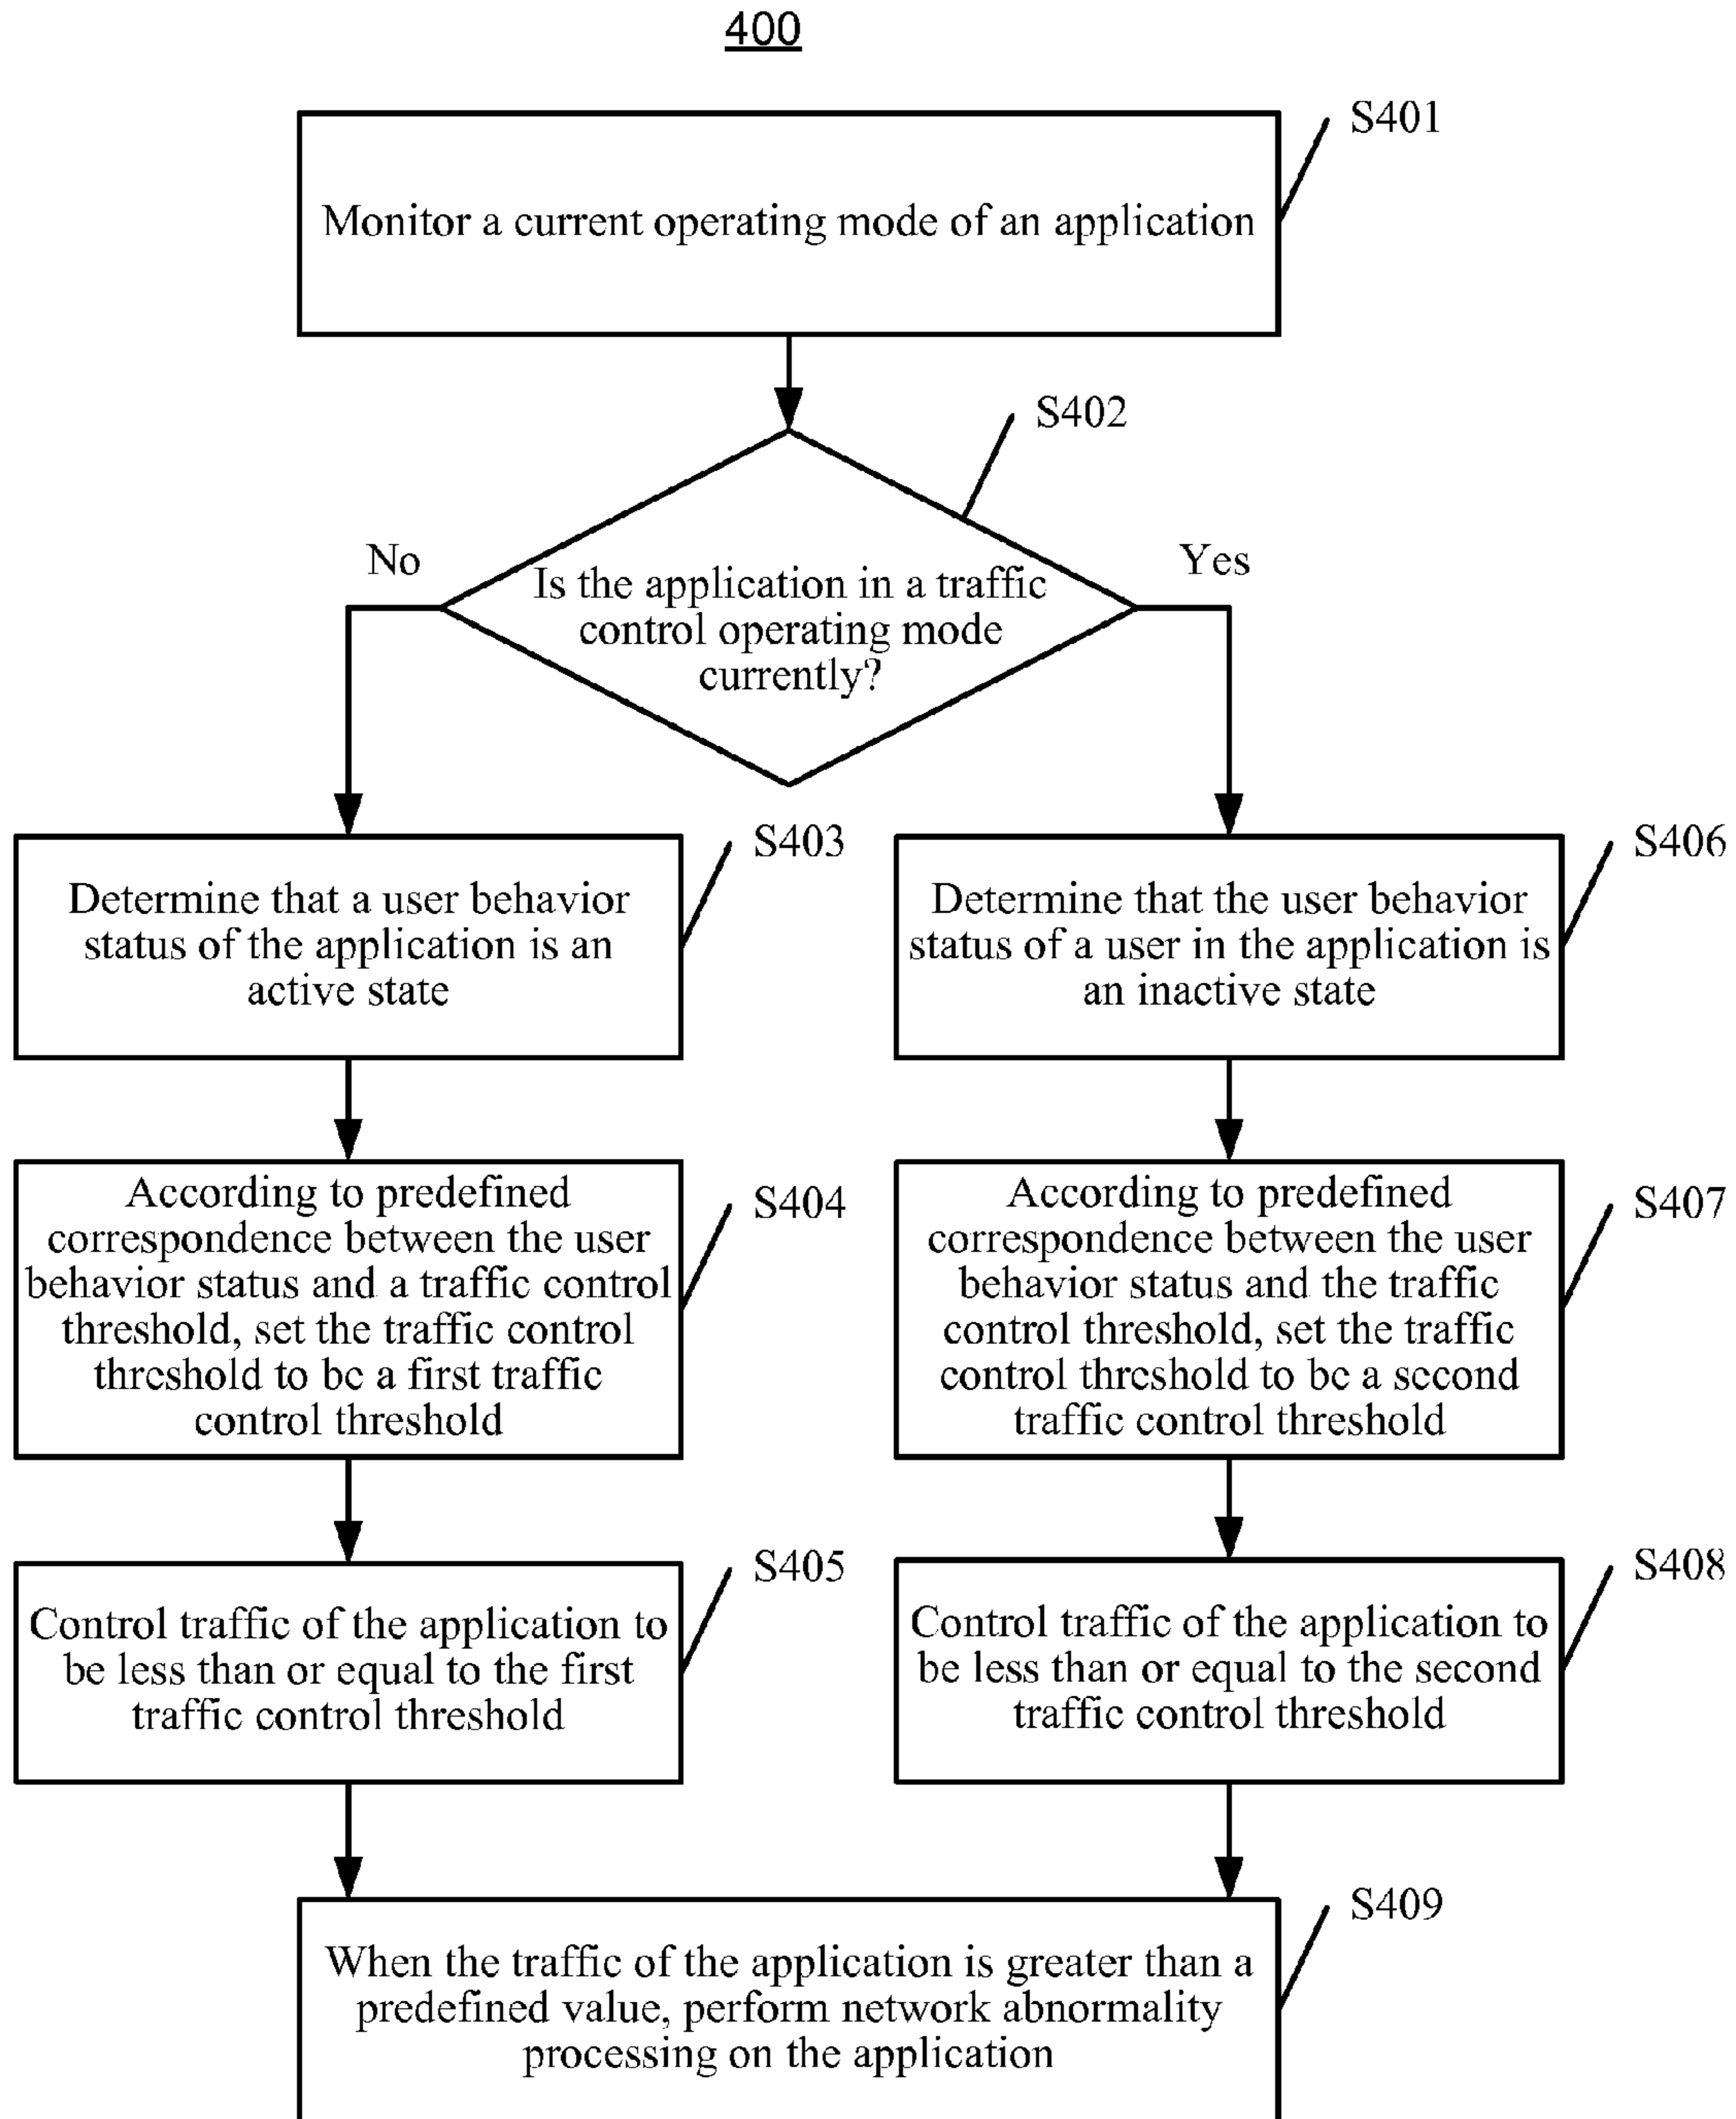 400
S401
Monitor a current operating mode of an application
S402
No
Yes
Is the application in a traffic
control operating mode
currently?
S403
Determine that a user behavior
status of the application is an
active state
S406
Determine that the user behavior
status of a user in the application is
an inactive state
S404
According to predefined
correspondence between the user
behavior status and a traffic control
threshold, set the traffic control
threshold to be a first traffic
control threshold
S407
According to predefined
correspondence between the user
behavior status and the traffic
control threshold, set the traffic
control threshold to be a second
traffic control threshold
S405
Control traffic of the application to
be less than or equal to the first
traffic control threshold
S408
Control traffic of the application to
be less than or equal to the second
traffic control threshold
S409
When the traffic of the application is greater than a
predefined value, perform network abnormality
processing on the application